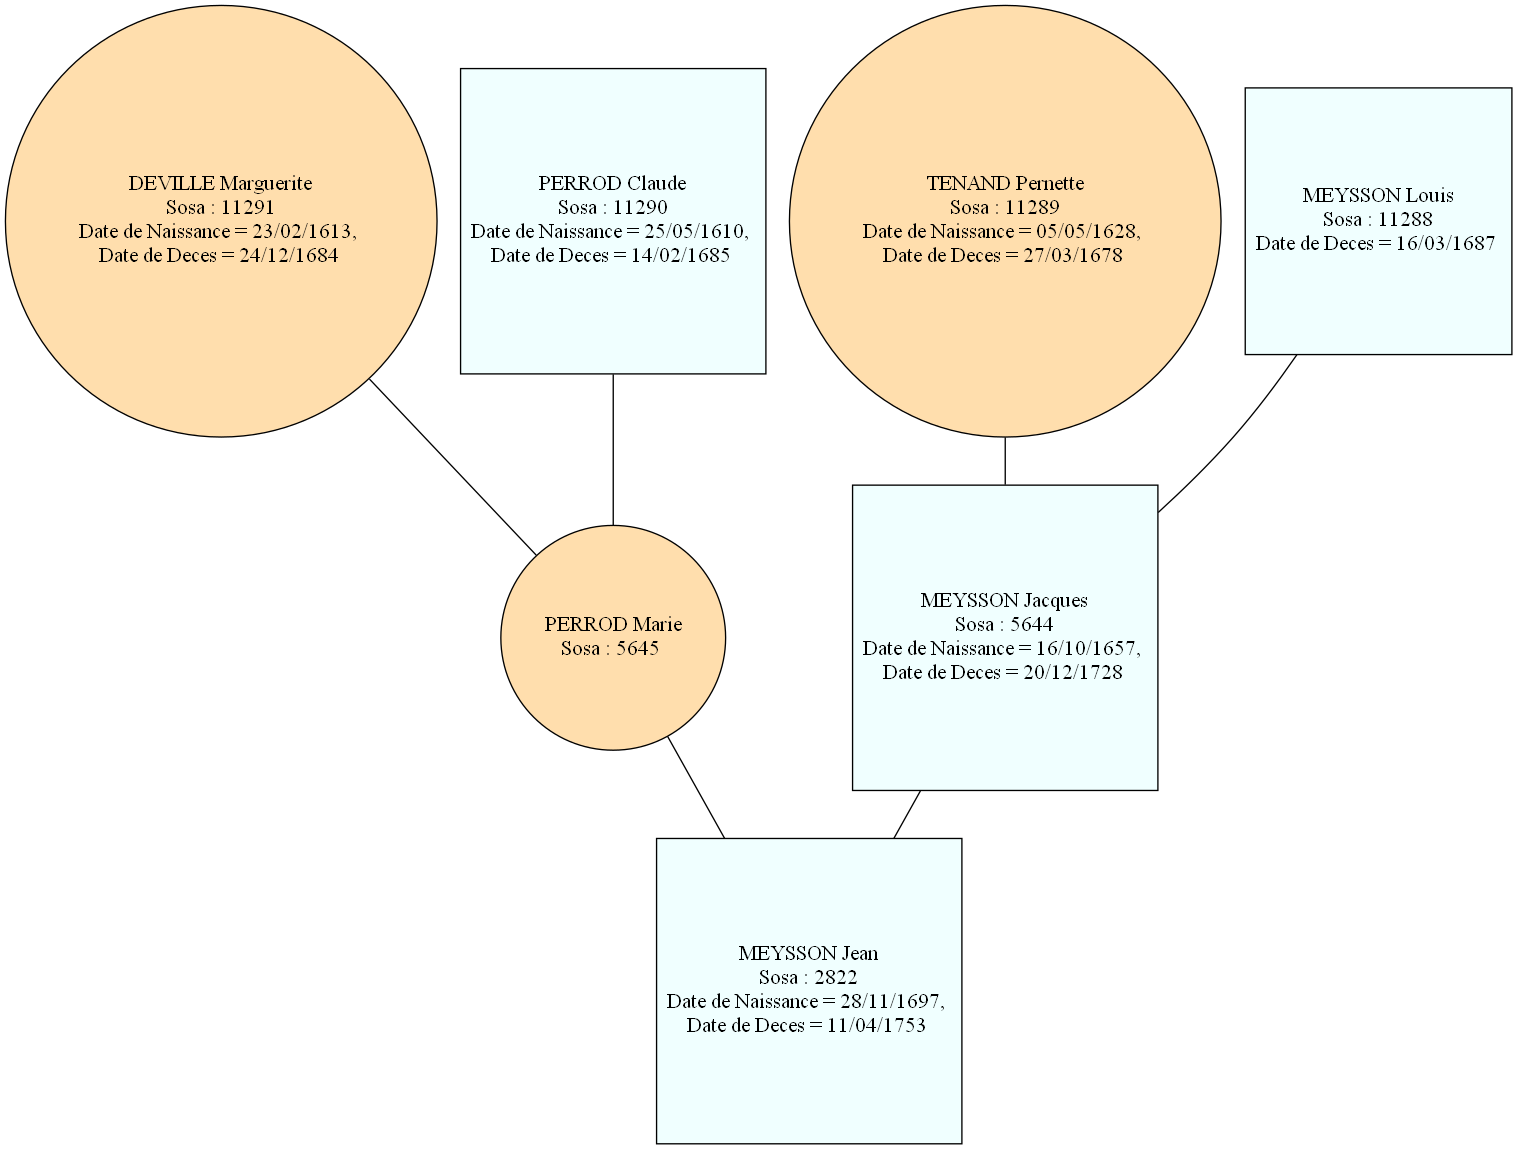 DEVILLE Marguerite
Sosa : 11291
Date de Naissance = 23/02/1613,
Date de Deces = 24/12/1684
PERROD Claude
Sosa : 11290
Date de Naissance = 25/05/1610,
Date de Deces = 14/02/1685
TENAND Pernette
Sosa : 11289
Date de Naissance = 05/05/1628,
Date de Deces = 27/03/1678
MEYSSON Louis
Sosa : 11288
Date de Deces = 16/03/1687
PERROD Marie
Sosa : 5645
MEYSSON Jacques
Sosa : 5644
Date de Naissance = 16/10/1657,
Date de Deces = 20/12/1728
MEYSSON Jean
Sosa : 2822
Date de Naissance = 28/11/1697,
Date de Deces = 11/04/1753